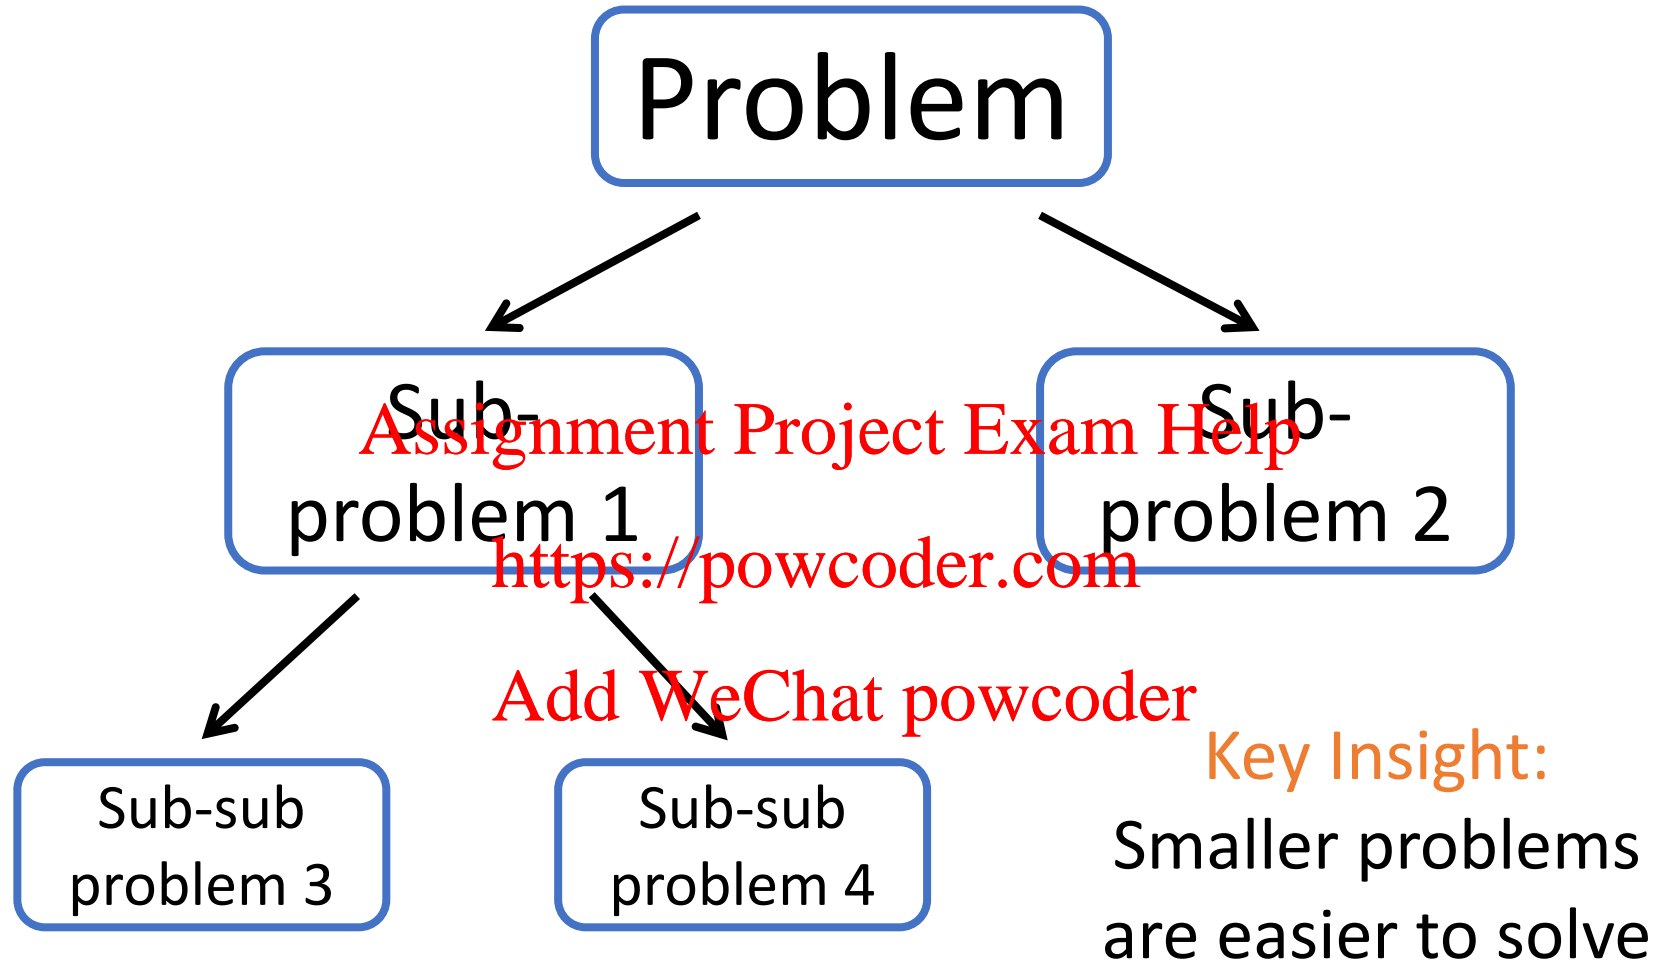 Problem
Sub-
problem 1
Sub-
problem 2
Assignment Project Exam Help
https://powcoder.com
Add WeChat powcoder
Sub-sub
problem 3
Sub-sub
problem 4
Key Insight:
Smaller problems
are easier to solve